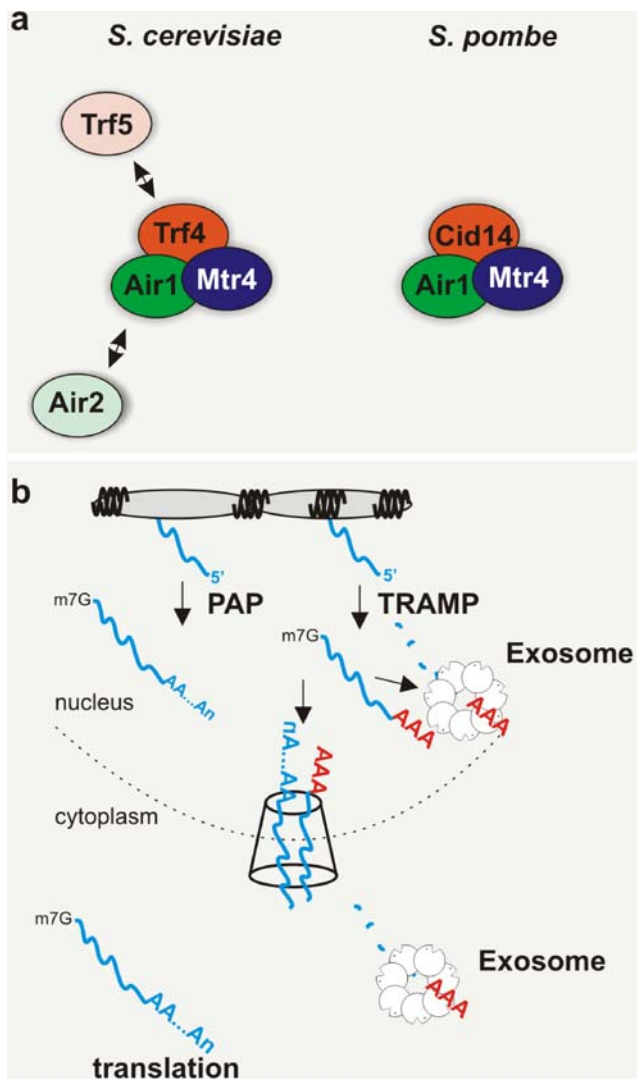 a
S. cerevisiae S. pombe
Trf5
Trf4 Cid14
Air1 Mtr4 Air1 Mtr4
Air2
b
5' 5'
PAP TRAMP
m7G m7G
Exosome
AA...An
AAA
AAA
nucleus
AA...An
AAA
cytoplasm
m7G
Exosome
AAA
AA...An
translation